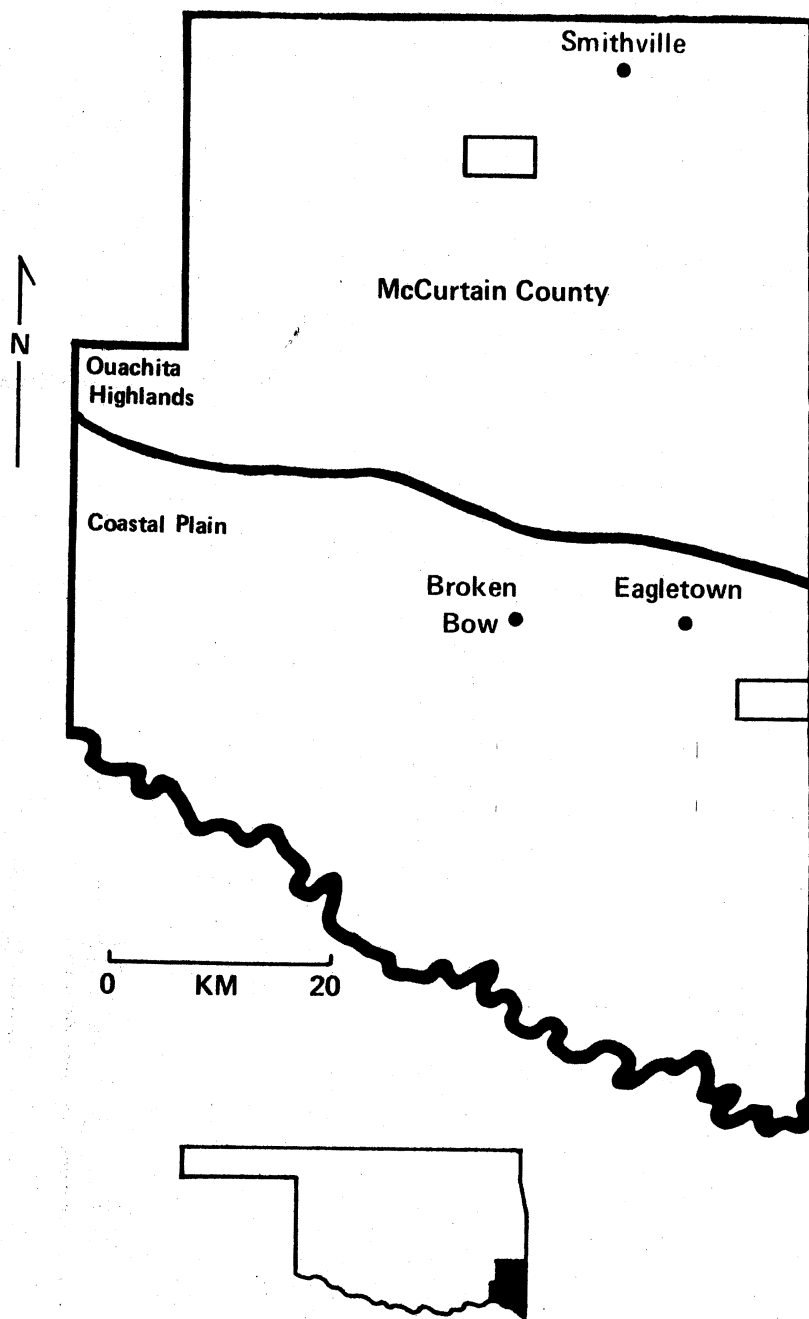 Smithville
McCurtain County
N
Ouachita
Highlands
Coastal Plain
Broken
Bow
Eagletown
0 KM 20